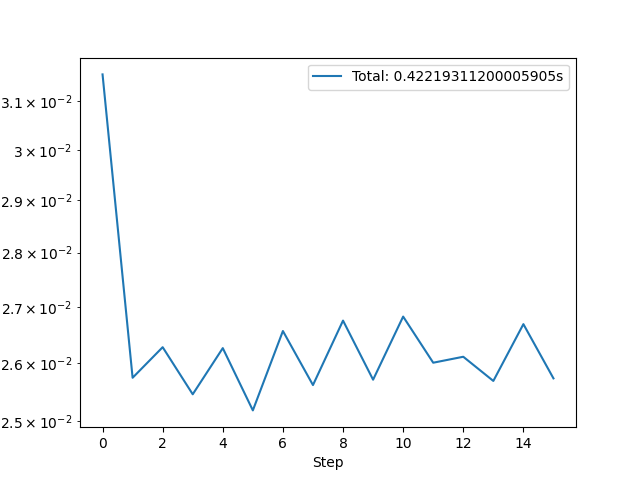 Total: 0.42219311200005905s
3.1 × 10⁻²
3 × 10⁻²
2.9 × 10⁻²
2.8 × 10⁻²
2.7 × 10⁻²
2.6 × 10⁻²
2.5 × 10⁻²
0 2 4 6 8 10 12 14
Step